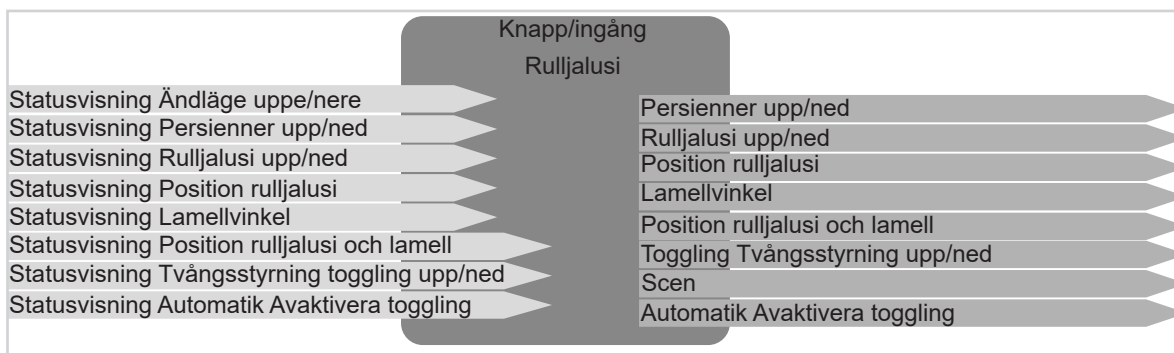 Knapp/ingång
Rulljalusi
Statusvisning Ändläge uppe/nere
Statusvisning Persienner upp/ned
Statusvisning Rulljalusi upp/ned
Statusvisning Position rulljalusi
Statusvisning Lamellvinkel
Statusvisning Position rulljalusi och lamell
Statusvisning Tvångsstyrning toggling upp/ned
Statusvisning Automatik Avaktivera toggling
Persienner upp/ned
Rulljalusi upp/ned
Position rulljalusi
Lamellvinkel
Position rulljalusi och lamell
Toggling Tvångsstyrning upp/ned
Scen
Automatik Avaktivera toggling